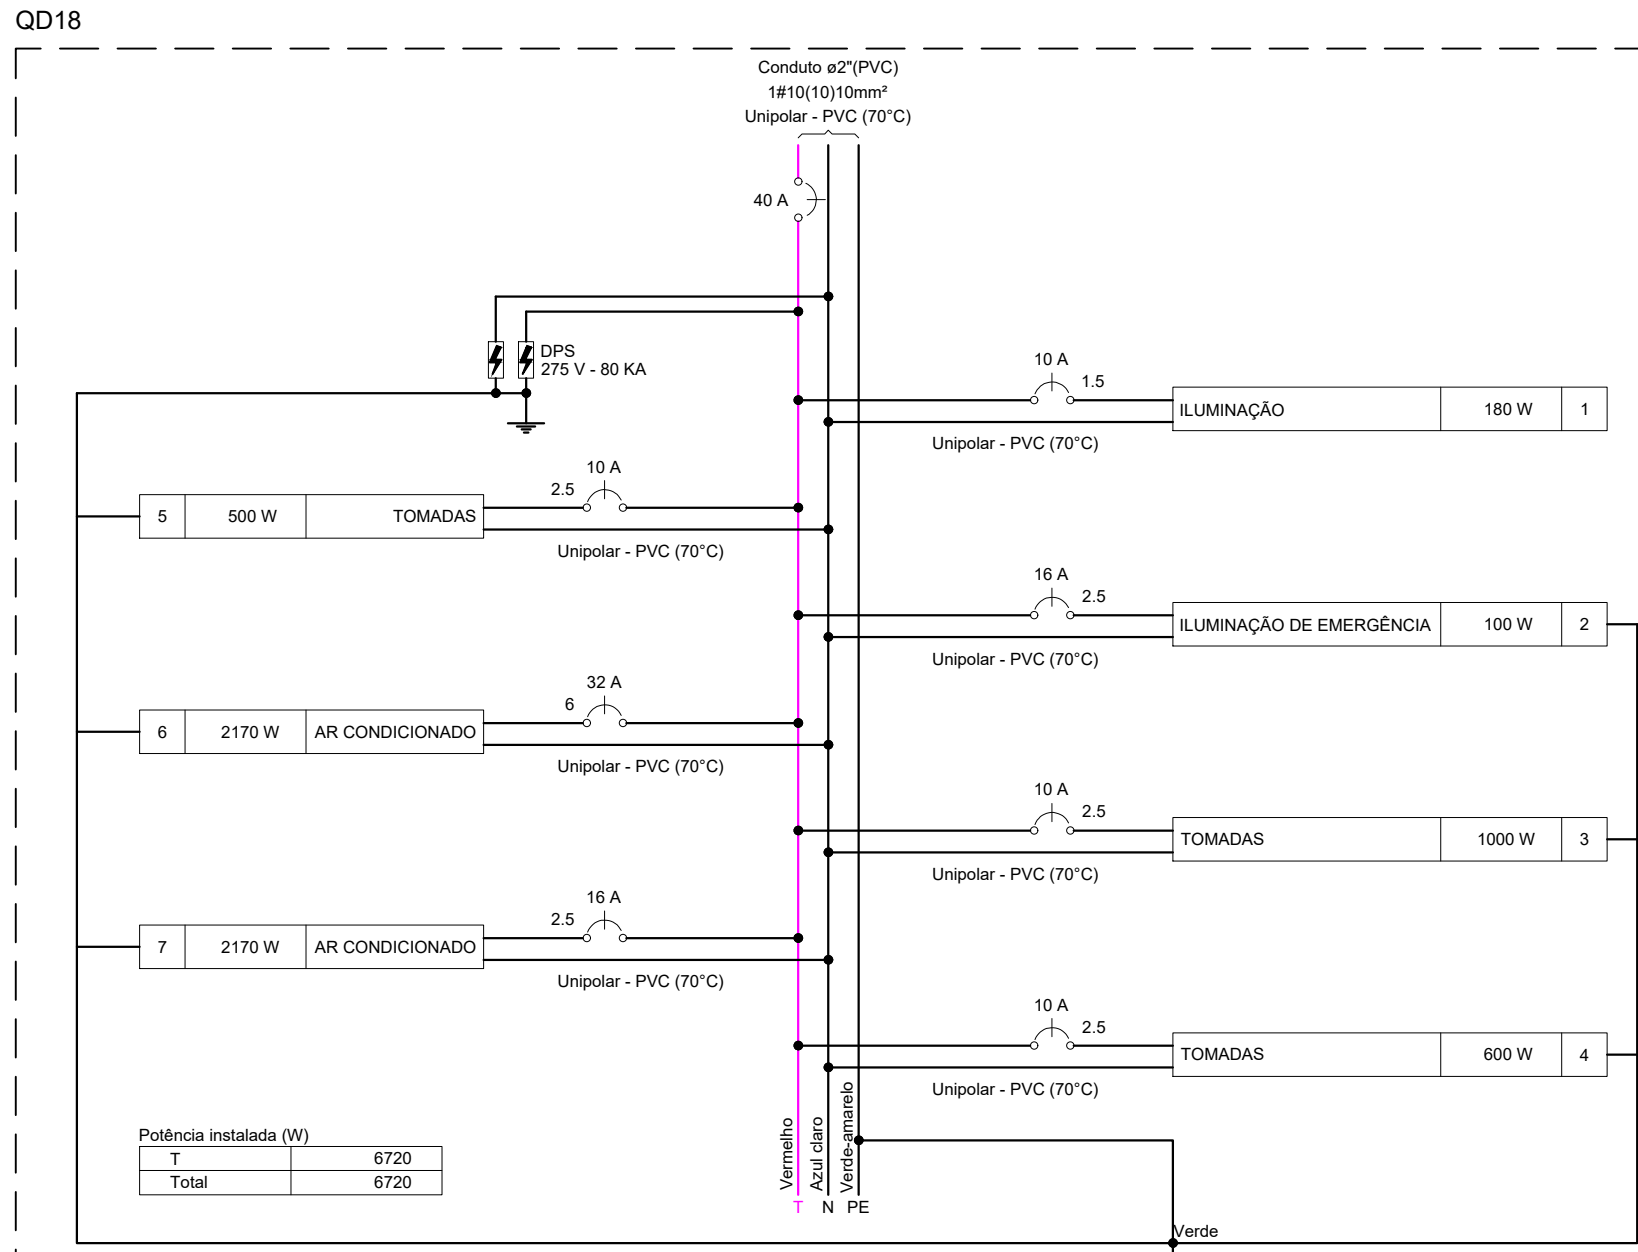 QD18
Conduto ø2"(PVC)
1#10(10)10mm²
Unipolar - PVC (70°C)
40 A
DPS
275 V - 80 KA
10 A
1.5
ILUMINAÇÃO 180 W 1
Unipolar - PVC (70°C)
10 A
2.5
5 500 W TOMADAS
Unipolar - PVC (70°C)
16 A
2.5
ILUMINAÇÃO DE EMERGÊNCIA 100 W 2
Unipolar - PVC (70°C)
32 A
6
6 2170 W AR CONDICIONADO
Unipolar - PVC (70°C)
10 A
2.5
TOMADAS 1000 W 3
Unipolar - PVC (70°C)
16 A
2.5
7 2170 W AR CONDICIONADO
Unipolar - PVC (70°C)
10 A
2.5
TOMADAS 600 W 4
Unipolar - PVC (70°C)
Potência instalada (W)
T 6720
Total 6720
Vermelho
Azul claro
Verde-amarelo
T N PE
Verde